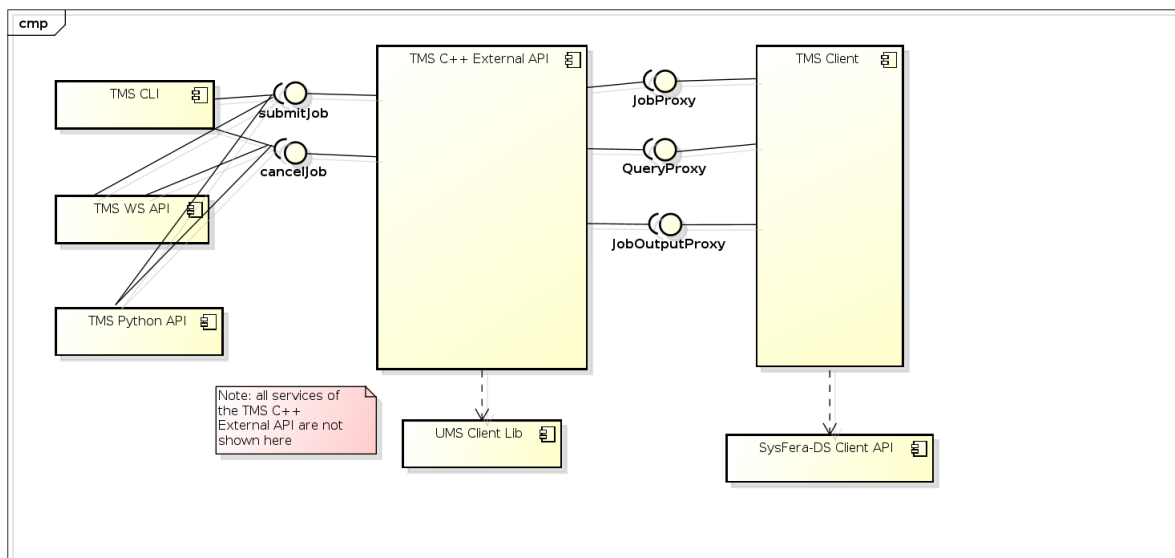 cmp
TMS C++ External API
TMS Client
TMS CLI
submitJob
JobProxy
cancelJob
QueryProxy
TMS WS API
JobOutputProxy
TMS Python API
Note: all services of
the TMS C++
External API are not
shown here
UMS Client Lib
SysFera-DS Client API